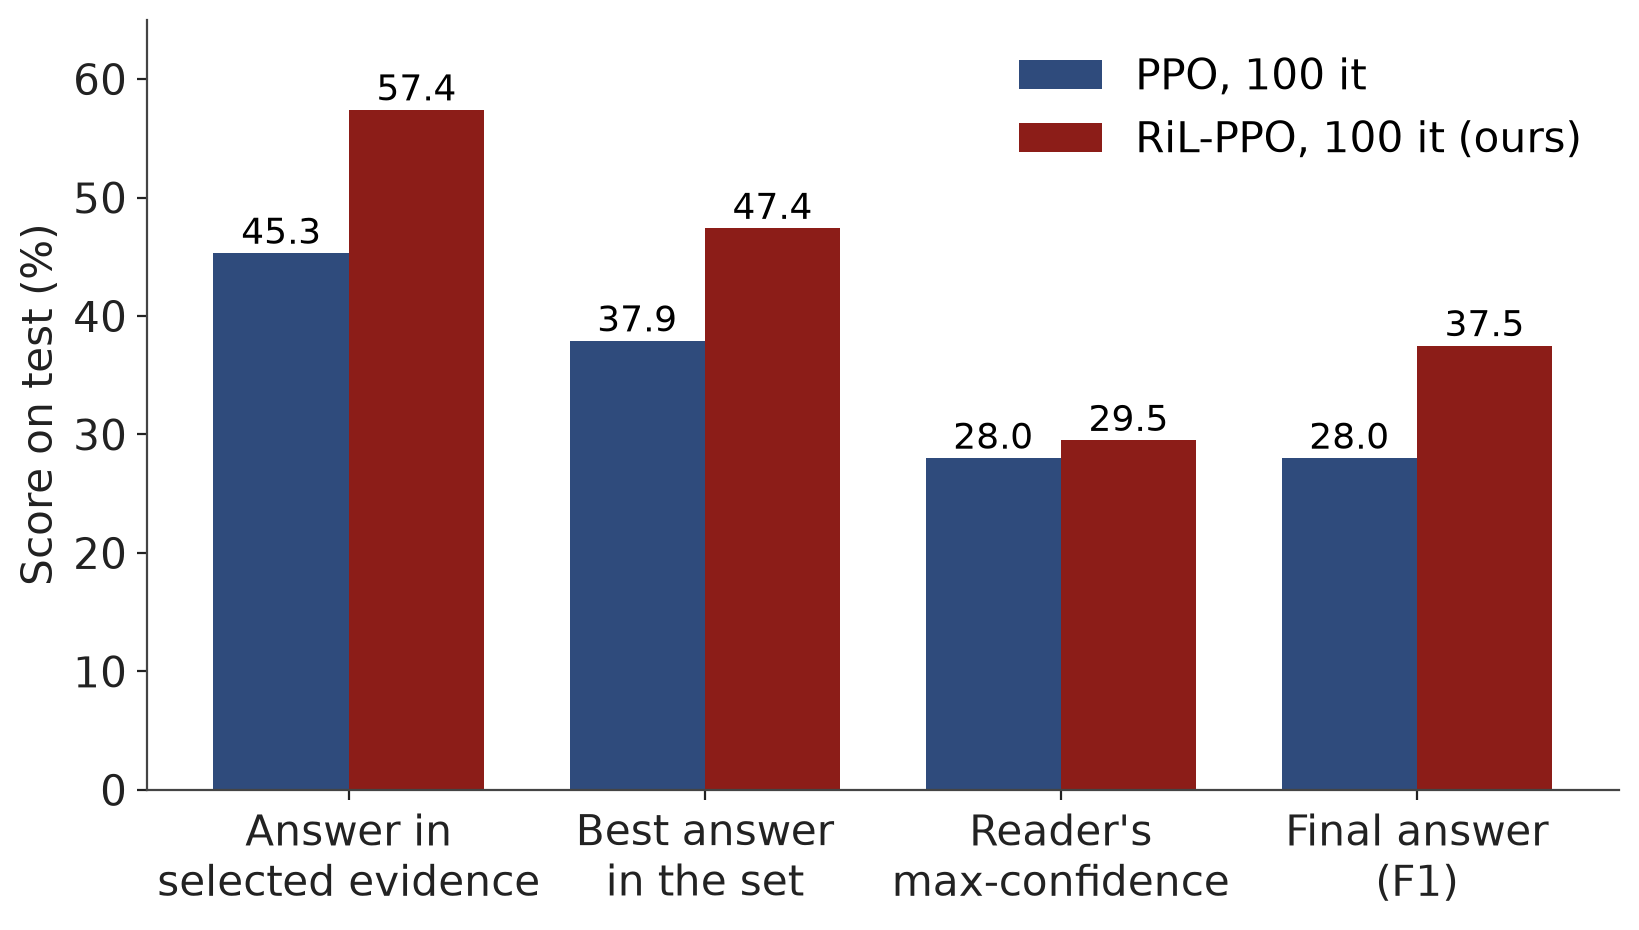 PPO, 100 it
RiL-PPO, 100 it (ours)
Score on test (%)
60
50
40
30
20
10
0
45.3
57.4
37.9
47.4
28.0
29.5
28.0
37.5
Answer in
selected evidence
Best answer
in the set
Reader's
max-confidence
Final answer
(F1)